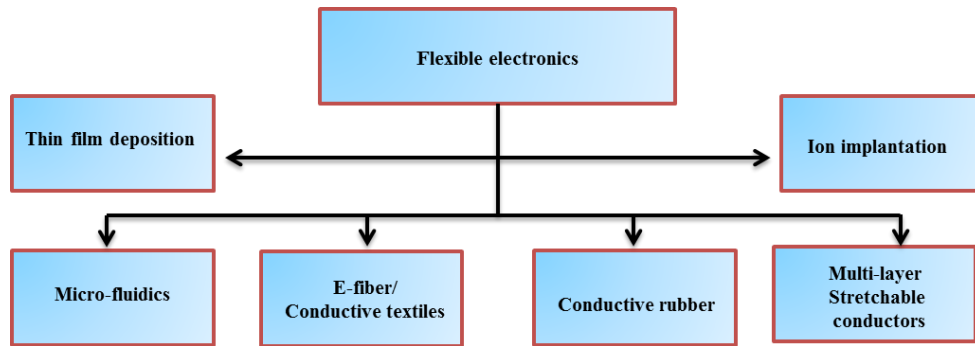 Flexible electronics
Thin film deposition
Ion implantation
Micro-fluidics
E-fiber/
Conductive textiles
Conductive rubber
Multi-layer
Stretchable
conductors